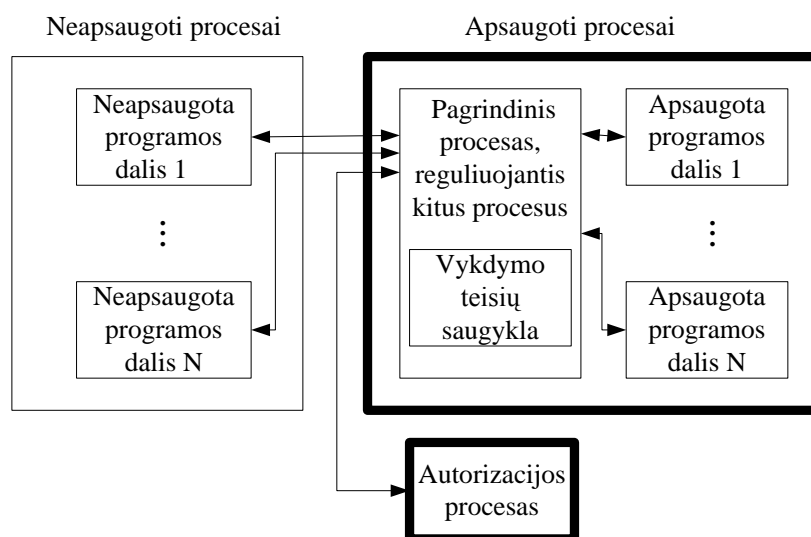 Neapsaugoti procesai
Apsaugoti procesai
Neapsaugota
programos
dalis 1
...
Neapsaugota
programos
dalis N
Pagrindinis
procesas,
reguliuojantis
kitus procesus
Vykdymo
teisių
saugykla
Apsaugota
programos
dalis 1
...
Apsaugota
programos
dalis N
Autorizacijos
procesas